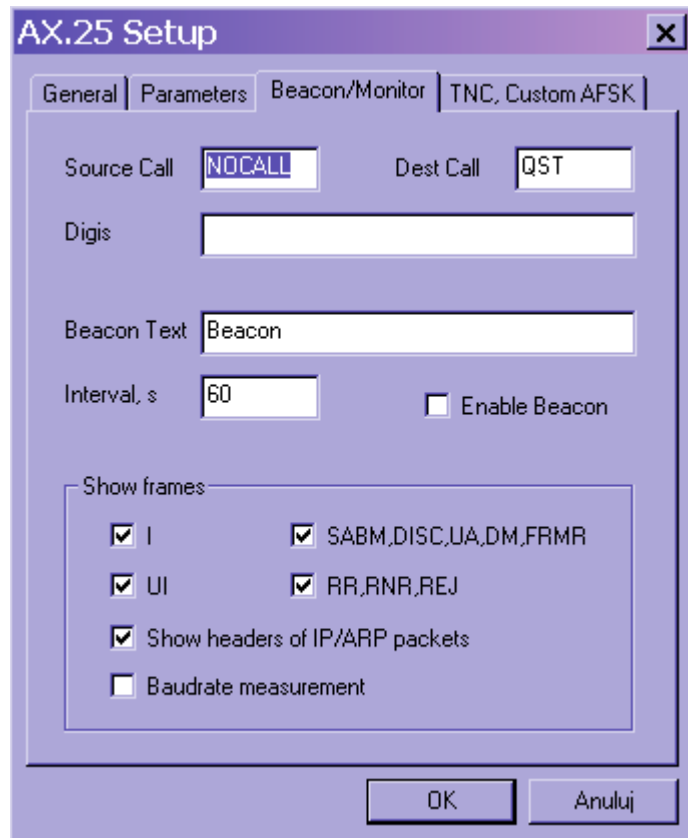 AX.25 Setup
General Parameters Beacon/Monitor TNC, Custom AFSK
Source Call NOCALL Dest Call QST
Digis
Beacon Text Beacon
Interval, s 60 Enable Beacon
Show frames
I SABM,DISC,UA,DM,FRMR
UI RR,RNR,REJ
Show headers of IP/ARP packets
Baudrate measurement
OK Anuluj